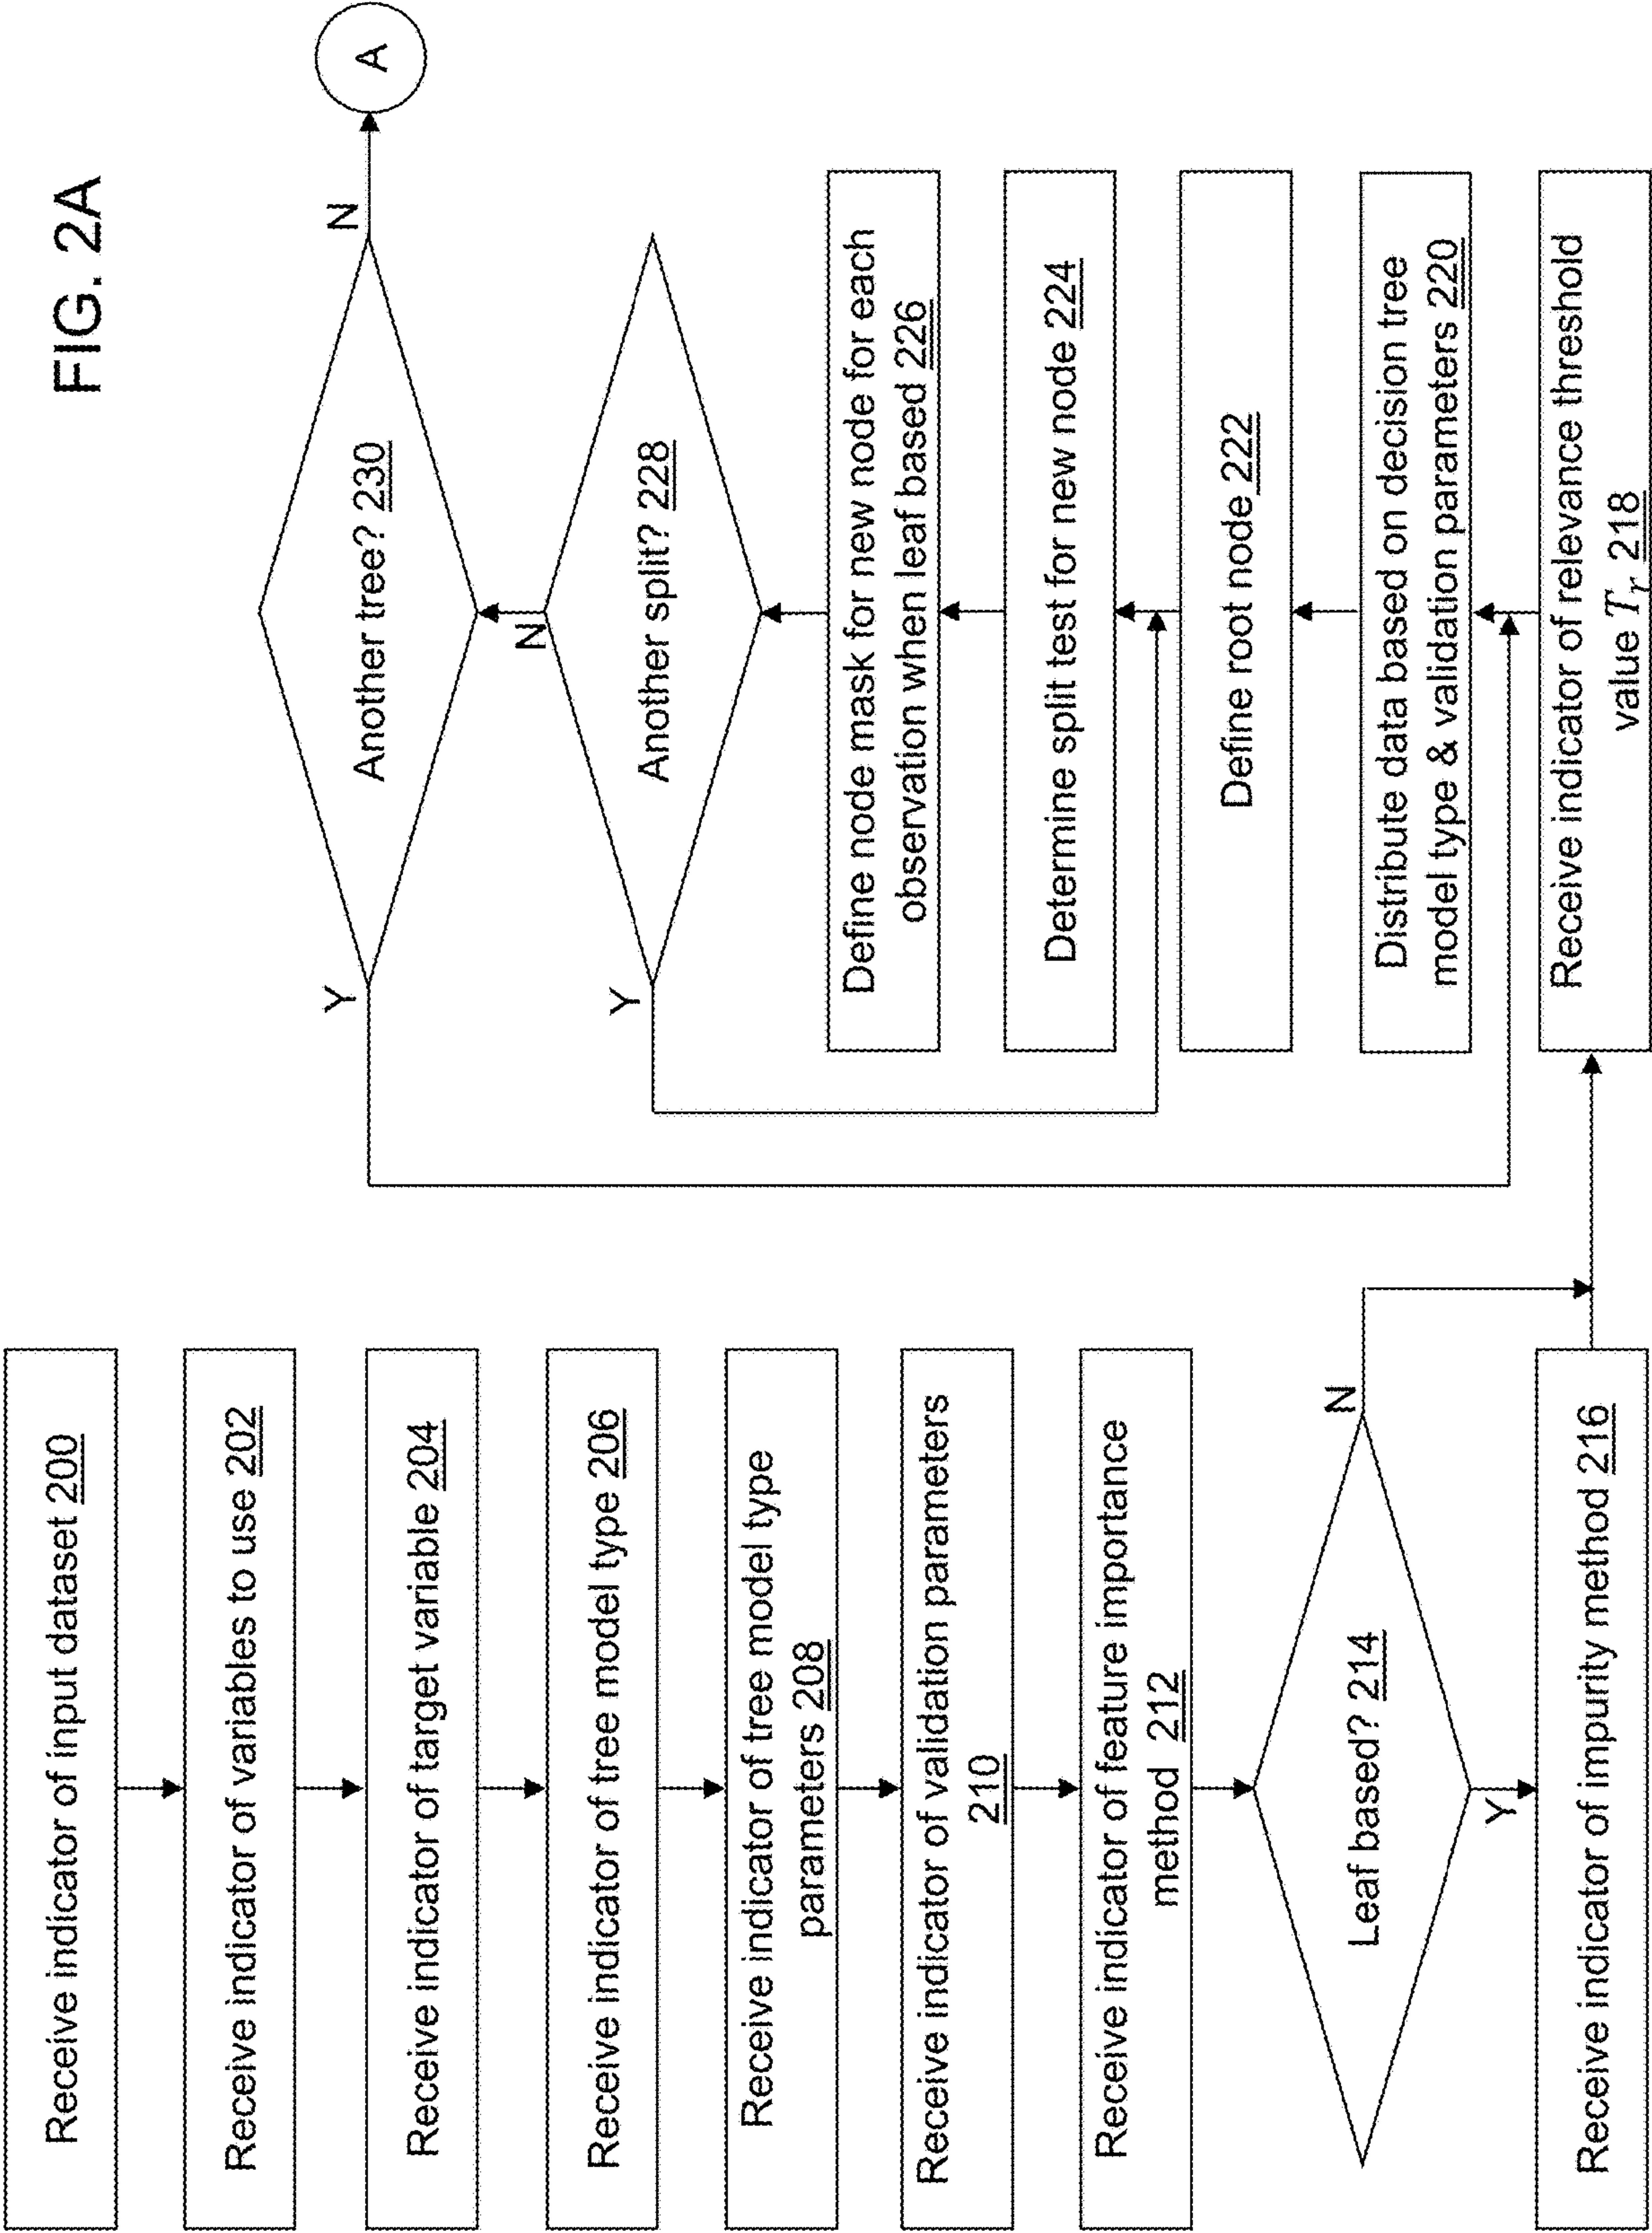 FIG. 2A
Receive indicator of input dataset 200
Receive indicator of variables to use 202
Receive indicator of target variable 204
Receive indicator of tree model type 206
Receive indicator of tree model type
parameters 208
Receive indicator of validation parameters
210
Receive indicator of feature importance
method 212
Leaf based? 214
N
Y
Receive indicator of impurity method 216
Receive indicator of relevance threshold
value Tr 218
Distribute data based on decision tree
model type & validation parameters 220
Define root node 222
Determine split test for new node 224
Define node mask for new node for each
observation when leaf based 226
Another split? 228
Y
N
Another tree? 230
Y
N
A